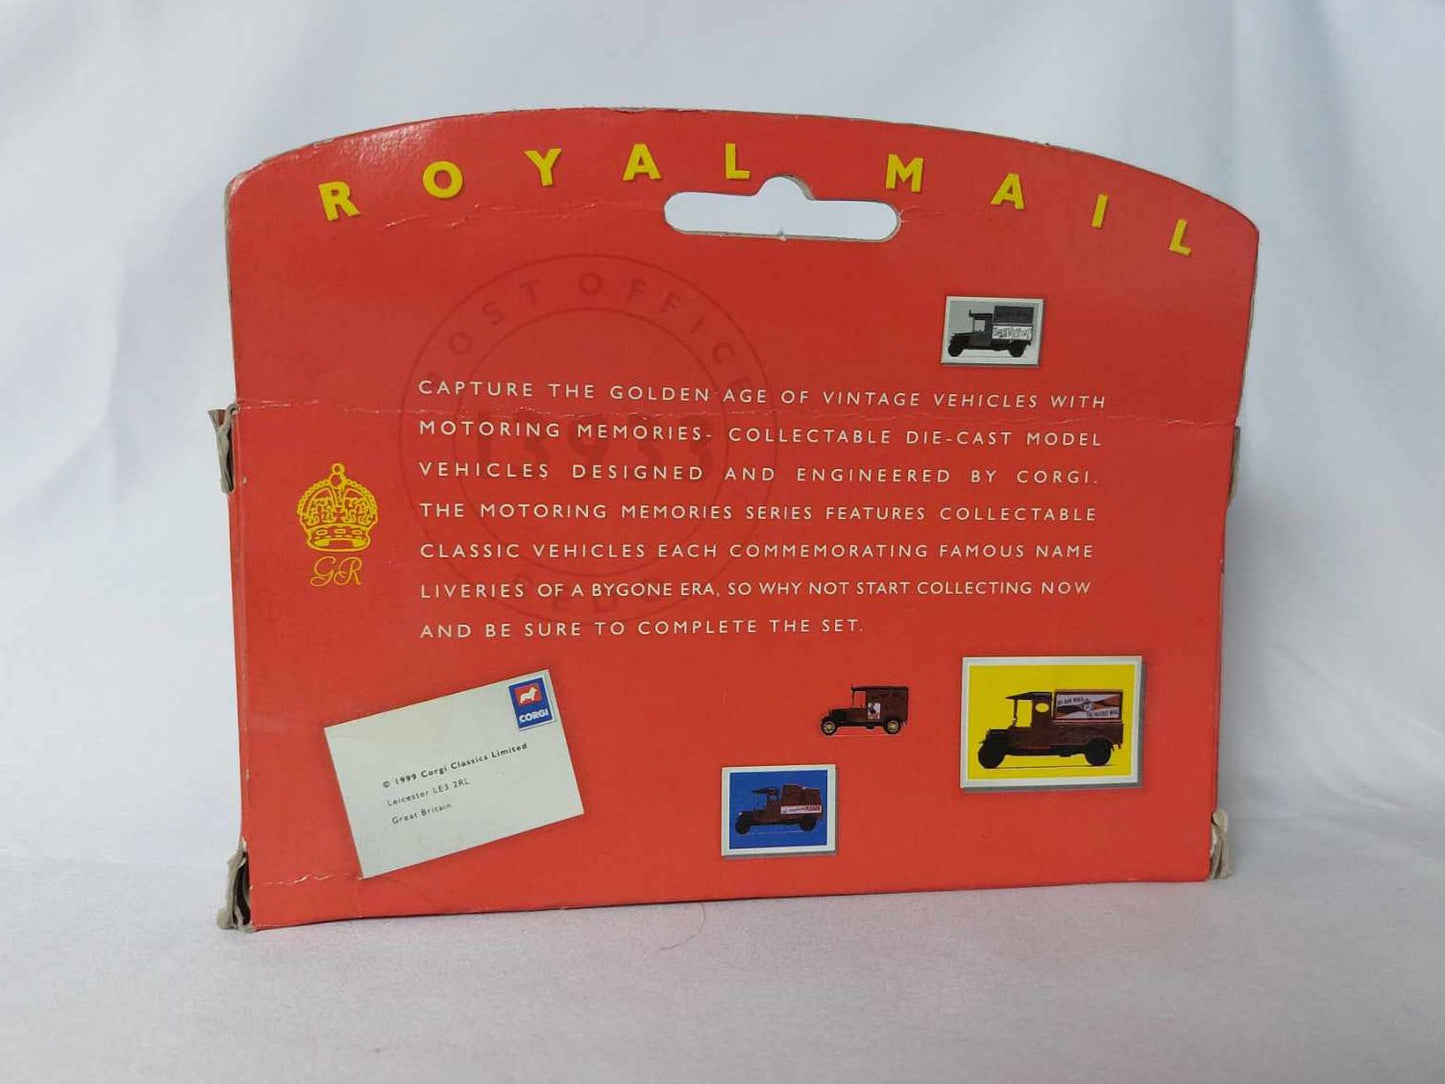 ROYAL MAIL
POST OFFICE
CAPTURE THE GOLDEN AGE OF VINTAGE VEHICLES WITH
MOTORING MEMORIES- COLLECTABLE DIE-CAST MODEL
VEHICLES DESIGNED AND ENGINEERED BY CORGI.
THE MOTORING MEMORIES SERIES FEATURES COLLECTABLE
CLASSIC VEHICLES EACH COMMEMORATING FAMOUS NAME
LIVERIES OF A BYGONE ERA, SO WHY NOT START COLLECTING NOW
AND BE SURE TO COMPLETE THE SET.
GR
CORGI
© 1999 Corgi Classics Limited
Leicester LE3 2RL
Great Britain
PLEASE